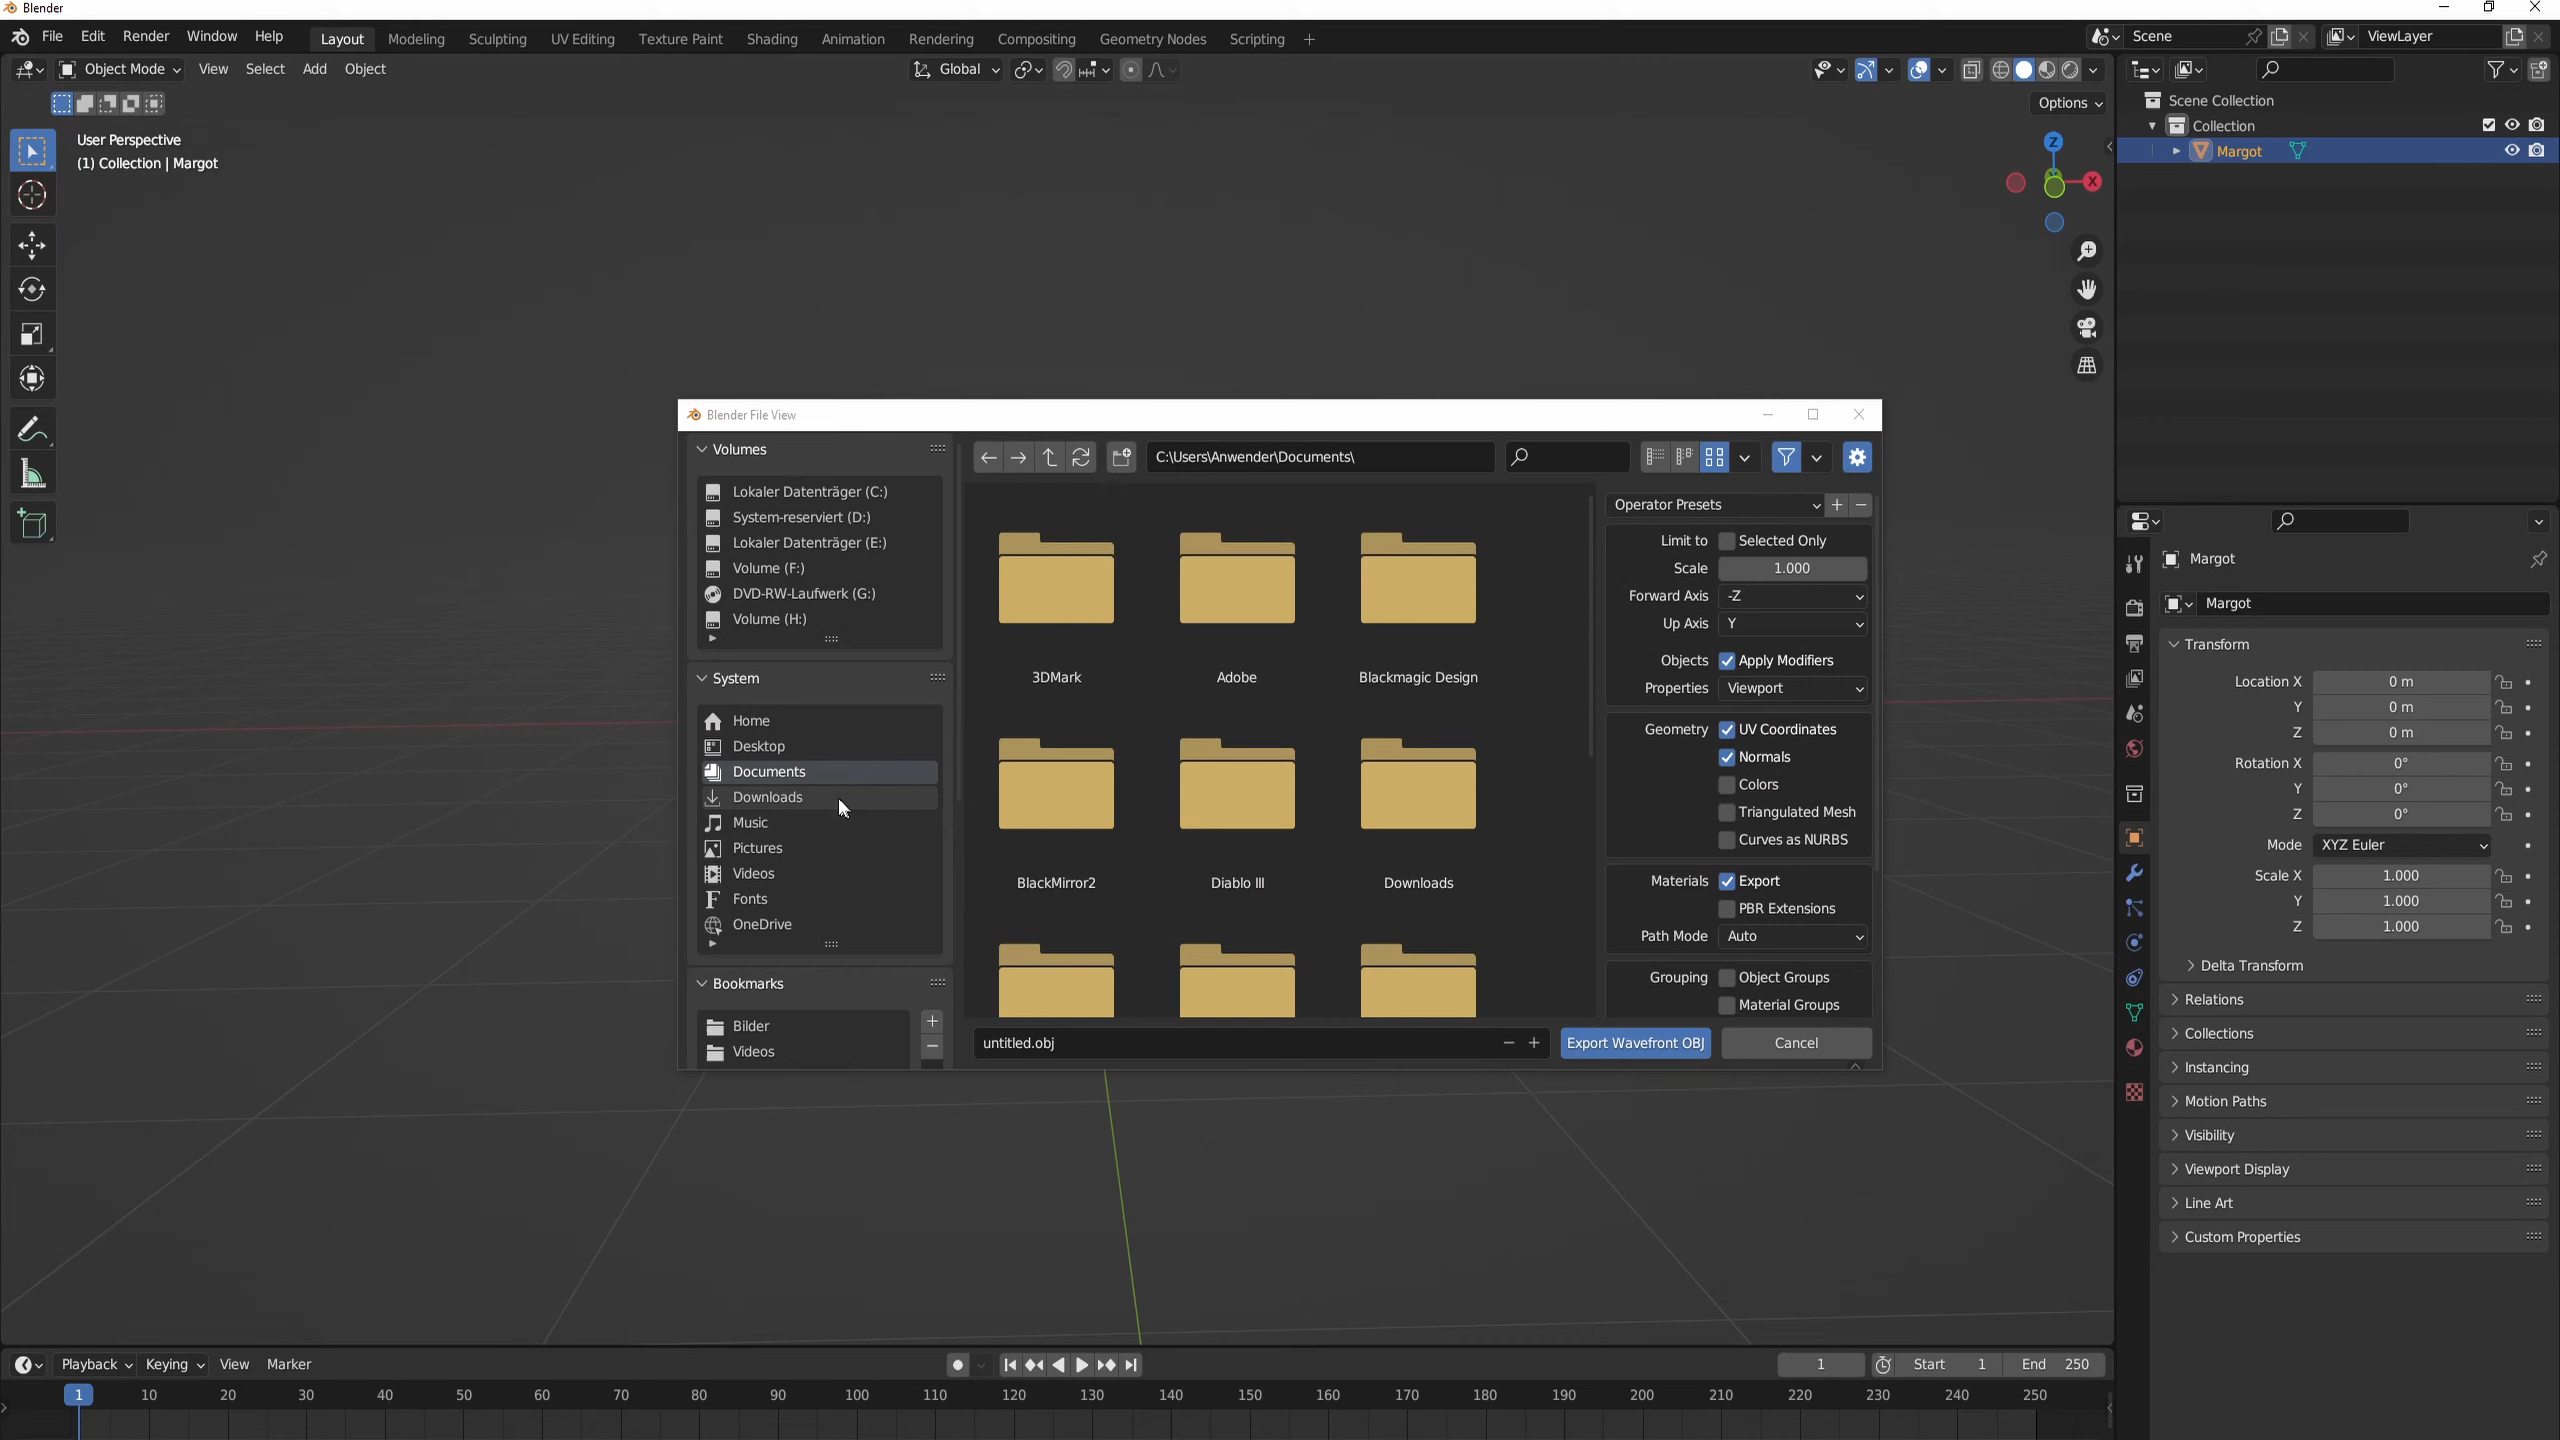 Blender
File Edit Render Window Help Layout Modeling Sculpting UV Editing Texture Paint Shading Animation Rendering Compositing Geometry Nodes Scripting + Scene ViewLayer
Object Mode View Select Add Object Global
Options
User Perspective
(1) Collection | Margot
Z
Y
X
Scene Collection
Collection
Margot
Blender File View
Volumes
Lokaler Datenträger (C:)
System-reserviert (D:)
Lokaler Datenträger (E:)
Volume (F:)
DVD-RW-Laufwerk (G:)
Volume (H:)
System
Home
Desktop
Documents
Downloads
Music
Pictures
Videos
Fonts
OneDrive
Bookmarks
Bilder
Videos
C:\Users\Anwender\Documents\
3DMark Adobe Blackmagic Design
BlackMirror2 Diablo III Downloads
untitled.obj
Export Wavefront OBJ Cancel
Operator Presets
Limit to Selected Only
Scale 1.000
Forward Axis -Z
Up Axis Y
Objects Apply Modifiers
Properties Viewport
Geometry UV Coordinates
Normals
Colors
Triangulated Mesh
Curves as NURBS
Materials Export
PBR Extensions
Path Mode Auto
Grouping Object Groups
Material Groups
Margot
Margot
Transform
Location X 0 m
Y 0 m
Z 0 m
Rotation X 0°
Y 0°
Z 0°
Mode XYZ Euler
Scale X 1.000
Y 1.000
Z 1.000
Delta Transform
Relations
Collections
Instancing
Motion Paths
Visibility
Viewport Display
Line Art
Custom Properties
Playback Keying View Marker 1 Start 1 End 250
1 10 20 30 40 50 60 70 80 90 100 110 120 130 140 150 160 170 180 190 200 210 220 230 240 250